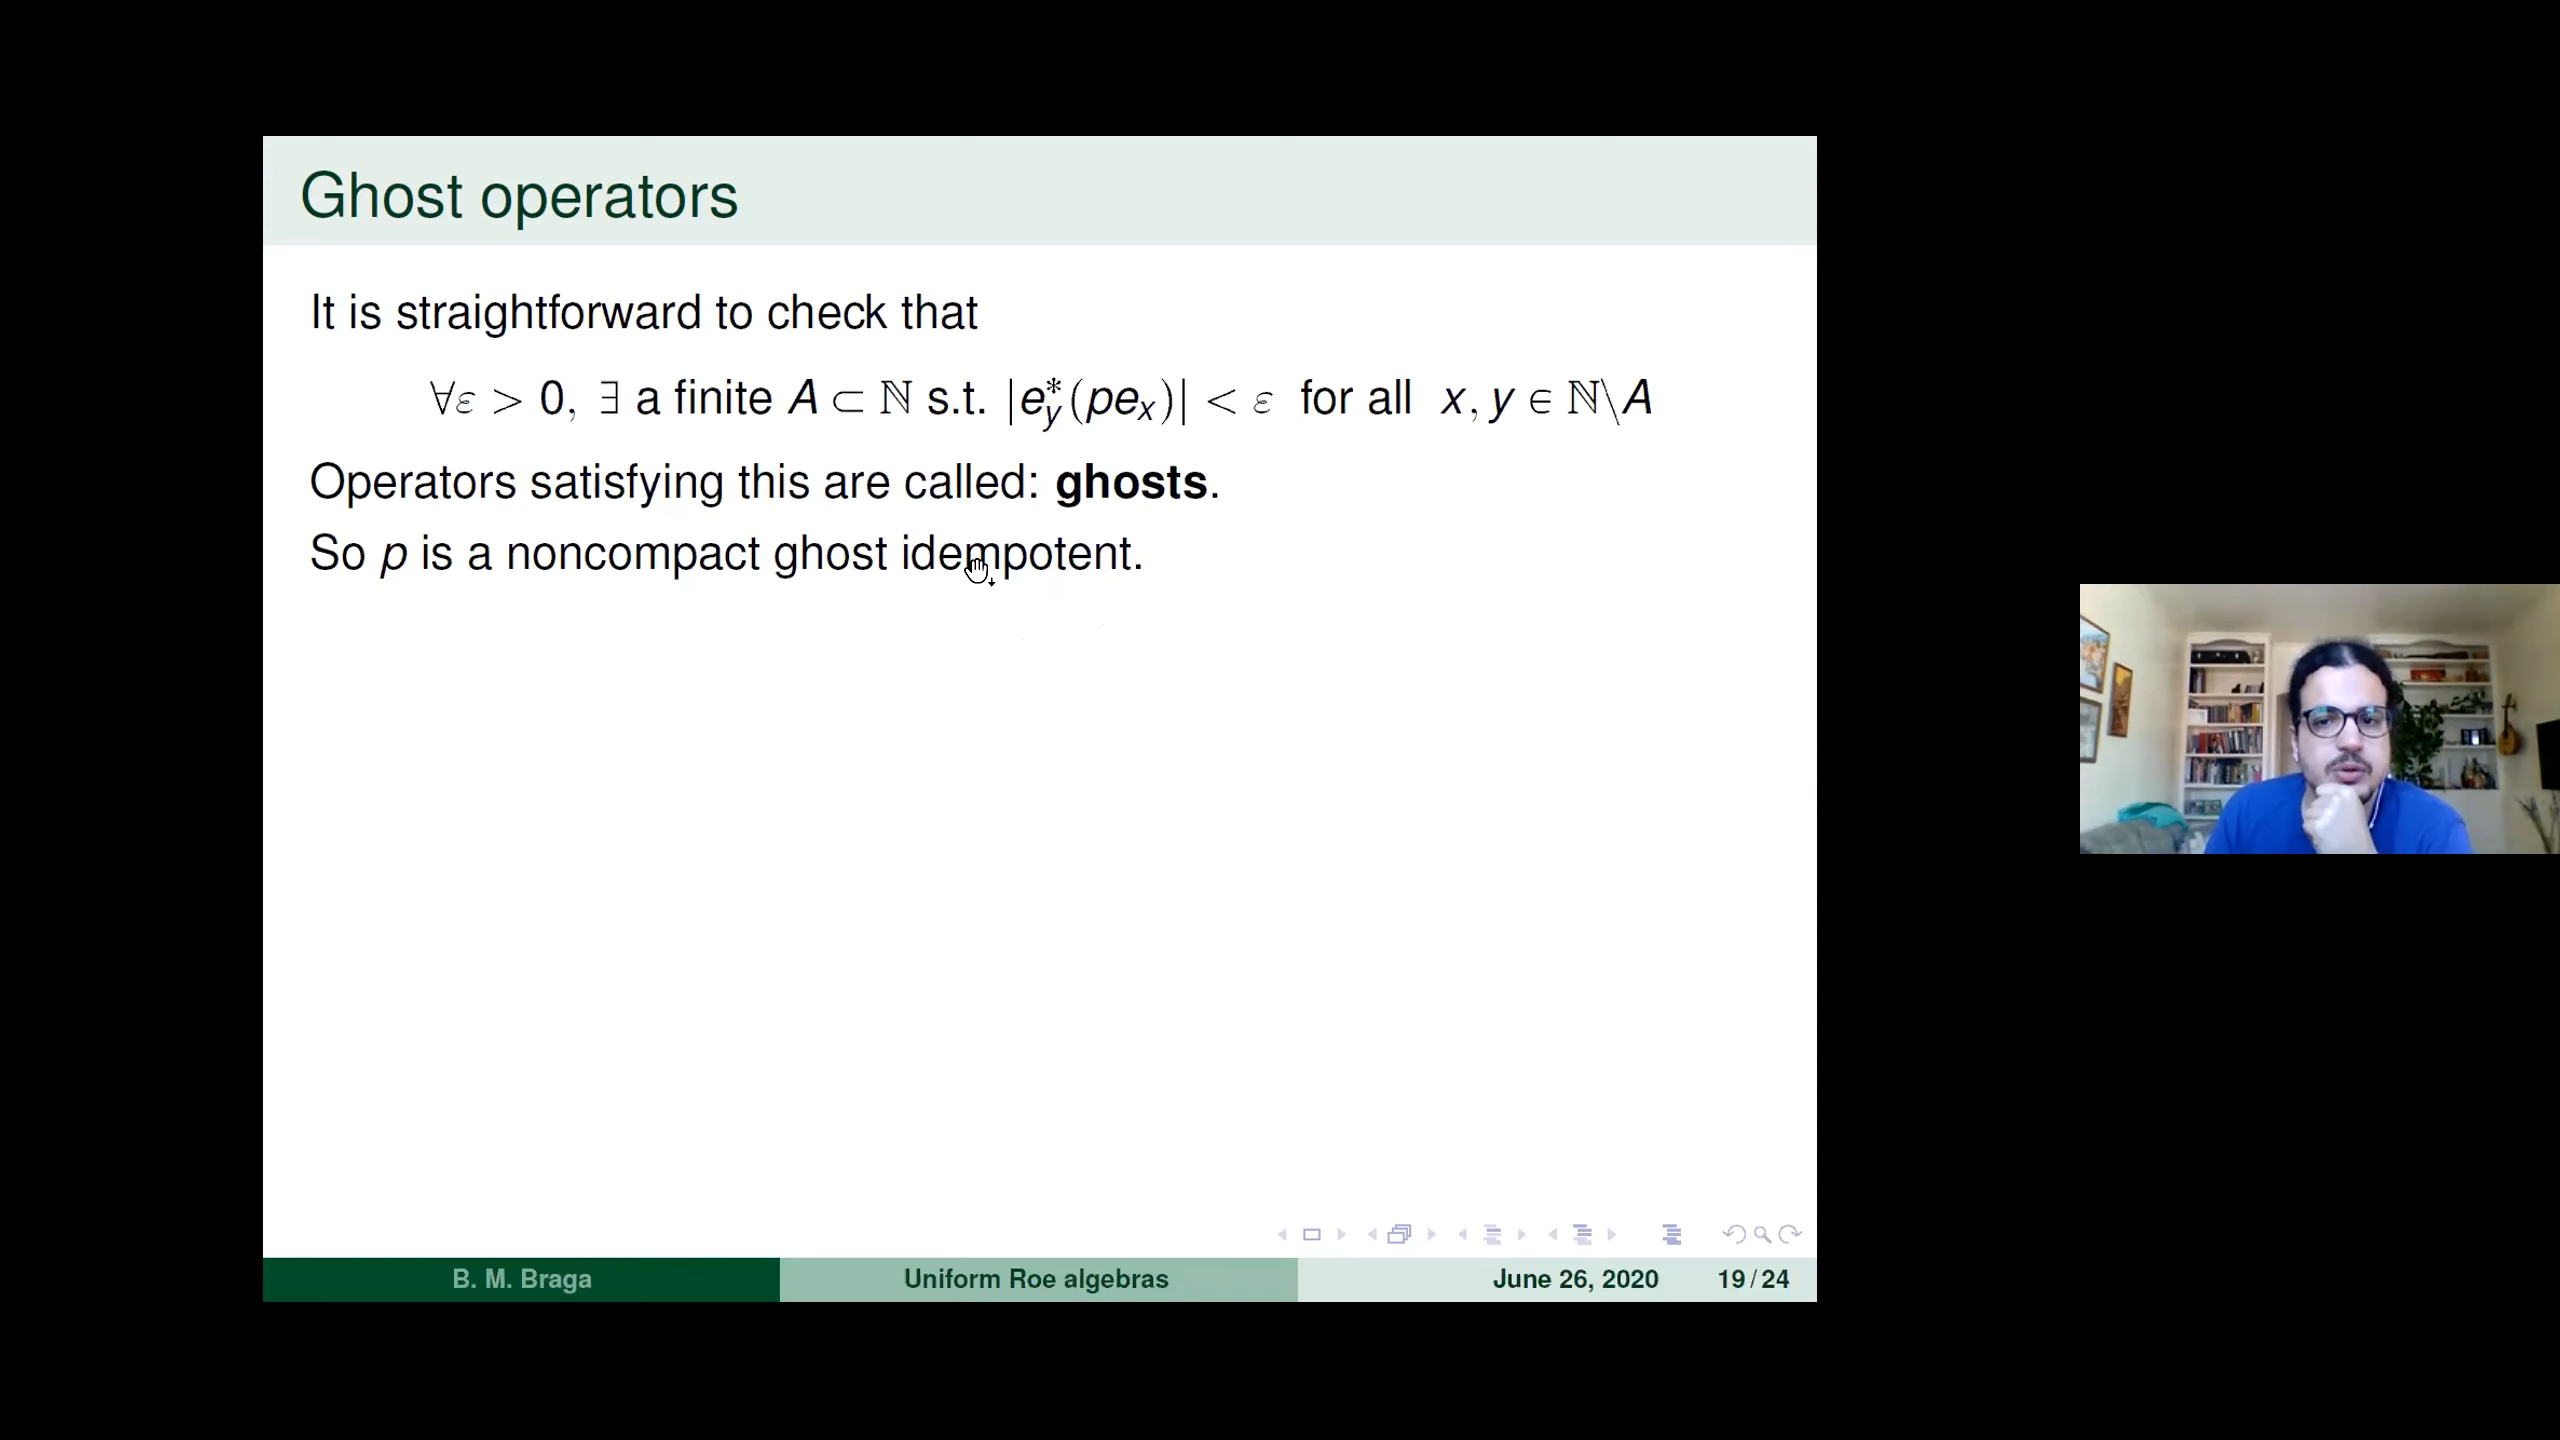 Ghost operators
It is straightforward to check that
∀ε > 0, ∃ a finite A ⊂ ℕ s.t. |e*_y(pe_x)| < ε for all x, y ∈ ℕ\A
Operators satisfying this are called: ghosts.
So p is a noncompact ghost idempotent.
B. M. Braga
Uniform Roe algebras
June 26, 2020
19 / 24